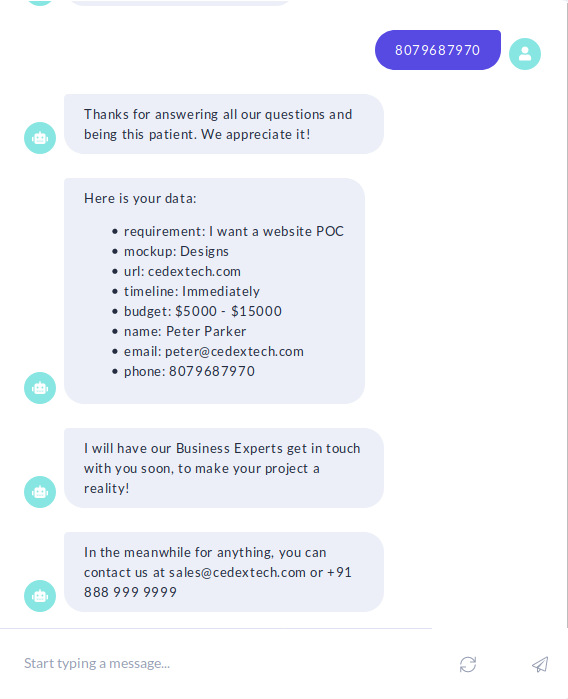 8079687970
Thanks for answering all our questions and
being this patient. We appreciate it!
Here is your data:
• requirement: I want a website POC
• mockup: Designs
• url: cedextech.com
• timeline: Immediately
• budget: $5000 - $15000
• name: Peter Parker
• email: peter@cedextech.com
• phone: 8079687970
I will have our Business Experts get in touch
with you soon, to make your project a
reality!
In the meanwhile for anything, you can
contact us at sales@cedextech.com or +91
888 999 9999
Start typing a message...